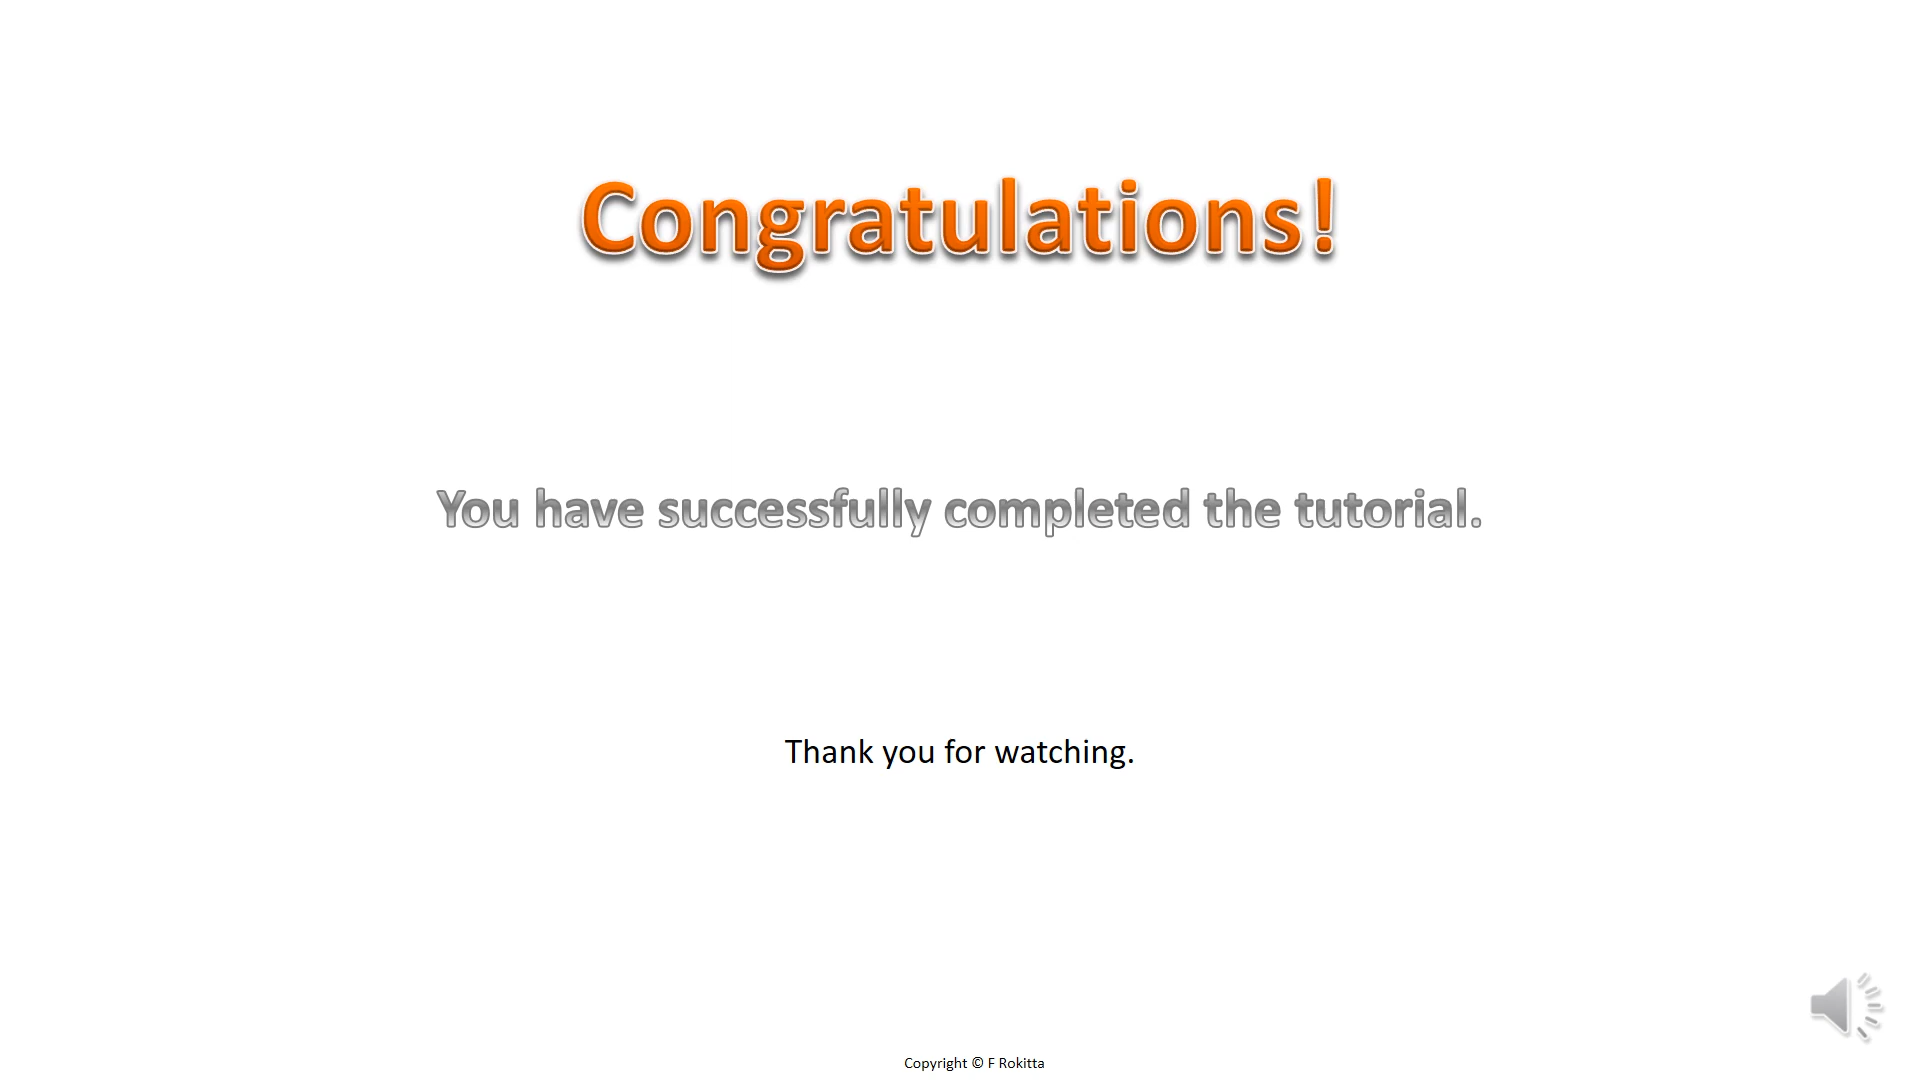 Congratulations!
You have successfully completed the tutorial.
Thank you for watching.
Copyright © F Rokitta